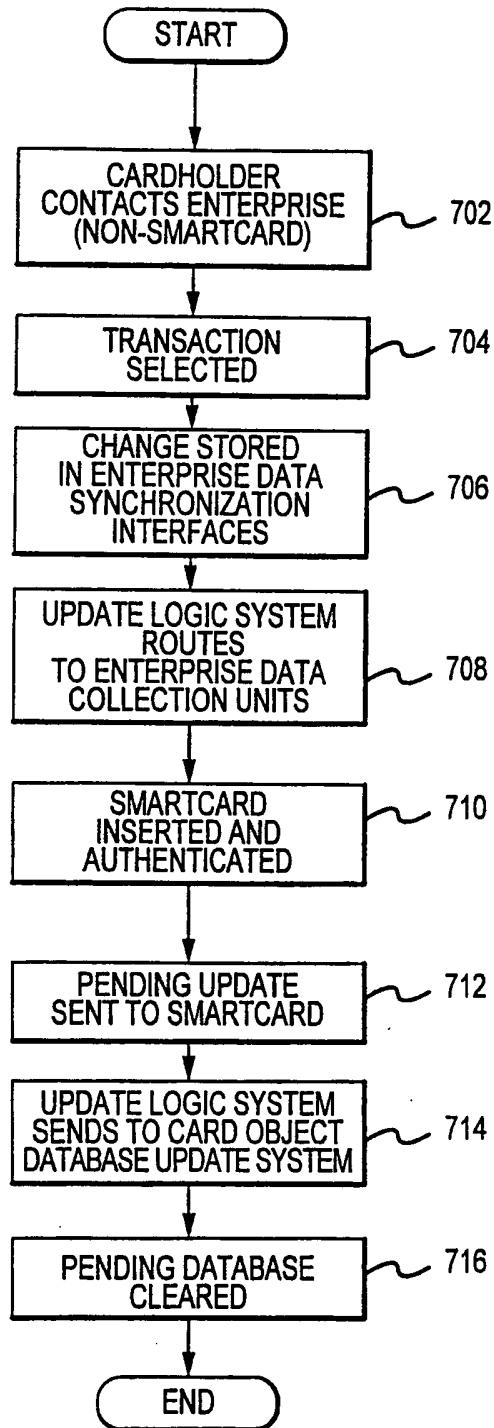 START
CARDHOLDER
CONTACTS ENTERPRISE
(NON-SMARTCARD)
702
TRANSACTION
SELECTED
704
CHANGE STORED
IN ENTERPRISE DATA
SYNCHRONIZATION
INTERFACES
706
UPDATE LOGIC SYSTEM
ROUTES
TO ENTERPRISE DATA
COLLECTION UNITS
708
SMARTCARD
INSERTED AND
AUTHENTICATED
710
PENDING UPDATE
SENT TO SMARTCARD
712
UPDATE LOGIC SYSTEM
SENDS TO CARD OBJECT
DATABASE UPDATE SYSTEM
714
PENDING DATABASE
CLEARED
716
END